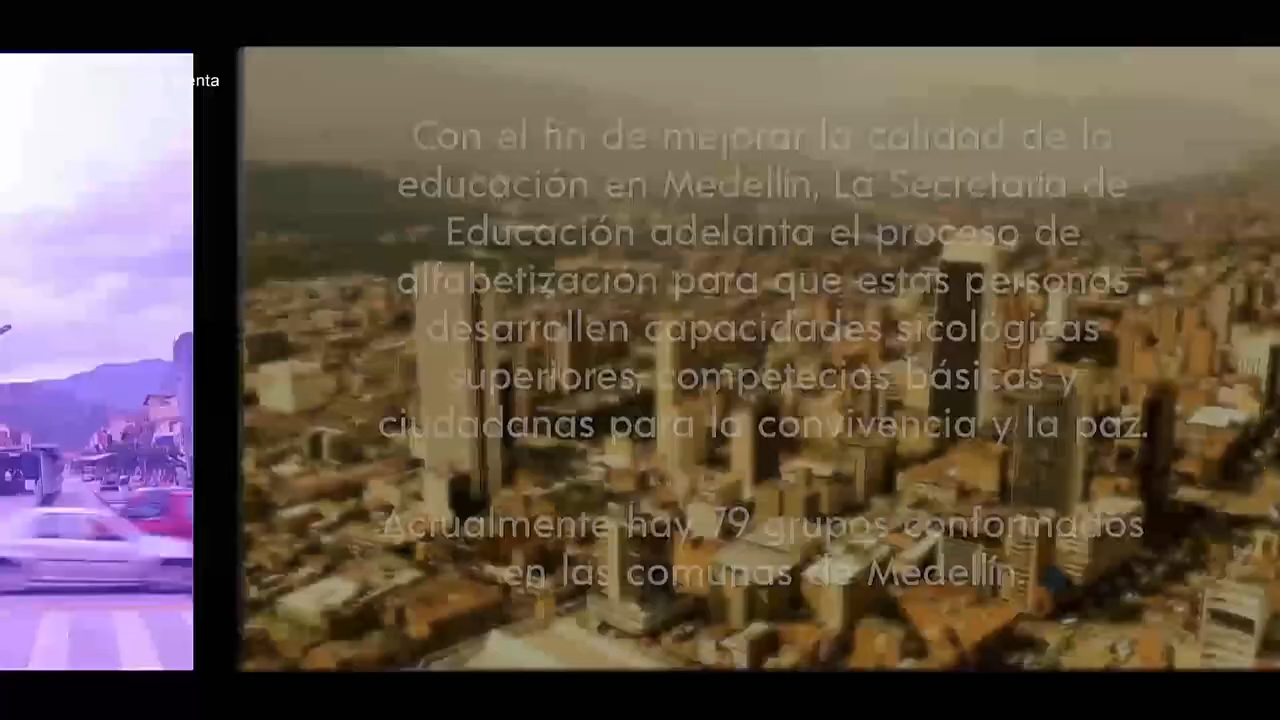 enta
Con el fin de mejorar la calidad de la
educación en Medellín, La Secretaria de
Educación adelanta el proceso de
alfabetización para que estas personas
desarrollen capacidades sicológicas
superiores, competecias básicas y
ciudadanas para la convivencia y la paz.
Actualmente hay 79 grupos conformados
en las comunas de Medellín.